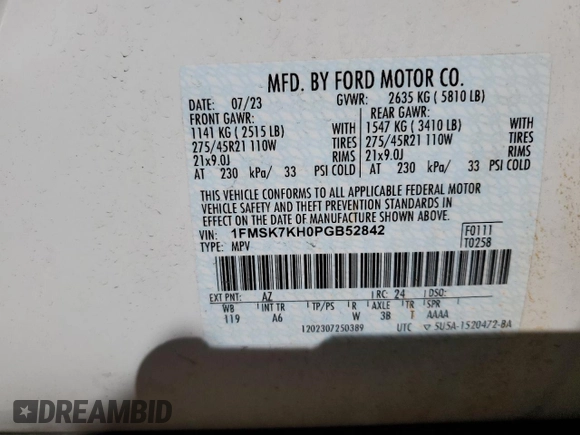 MFD. BY FORD MOTOR CO.
DATE: 07/23 GVWR: 2635 KG ( 5810 LB)
FRONT GAWR: REAR GAWR:
1141 KG ( 2515 LB) WITH 1547 KG ( 3410 LB) WITH
275/45R21 110W TIRES 275/45R21 110W TIRES
21x9.0J RIMS 21x9.0J RIMS
AT 230 kPa/ 33 PSI COLD AT 230 kPa/ 33 PSI COLD
THIS VEHICLE CONFORMS TO ALL APPLICABLE FEDERAL MOTOR
VEHICLE SAFETY AND THEFT PREVENTION STANDARDS IN
EFFECT ON THE DATE OF MANUFACTURE SHOWN ABOVE.
VIN: 1FMSK7KH0PGB52842 F0111
TYPE: MPV T0258
EXT PNT: AZ RC: 24 DSO:
WB INT TR TP/PS R AXLE TR SPR
119 A6 W 3B T AAAA
1202307250389 UTC ▽ 5U5A-1520472-BA
DREAMBID